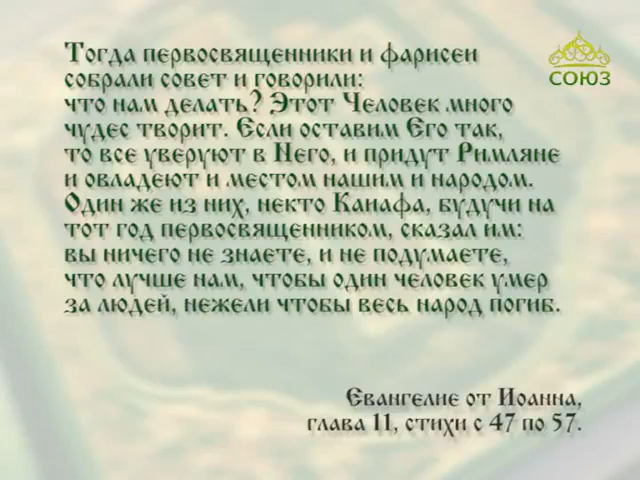 СОЮЗ
Тогда первосвященники и фарисеи
собрали совет и говорили:
что нам делать? Этот Человек много
чудес творит. Если оставим Его так,
то все уверуют в Него, и придут Римляне
и овладеют и местом нашим и народом.
Один же из них, некто Каиафа, будучи на
тот год первосвященником, сказал им:
вы ничего не знаете, и не подумаете,
что лучше нам, чтобы один человек умер
за людей, нежели чтобы весь народ погиб.
Евангелие от Иоанна,
глава 11, стихи с 47 по 57.